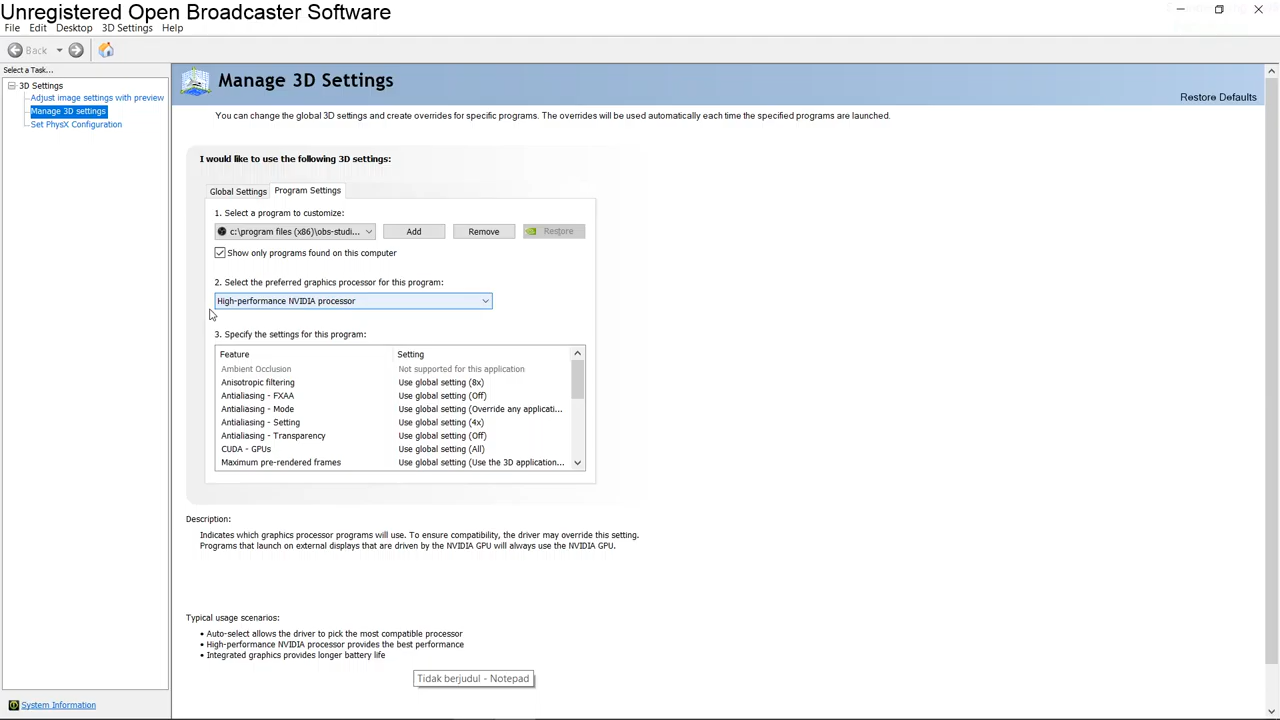 Unregistered Open Broadcaster Software
File Edit Desktop 3D Settings Help
Back
Select a Task...
3D Settings
Adjust image settings with preview
Manage 3D settings
Set PhysX Configuration
System Information
Manage 3D Settings
Restore Defaults
You can change the global 3D settings and create overrides for specific programs. The overrides will be used automatically each time the specified programs are launched.
I would like to use the following 3D settings:
Global Settings Program Settings
1. Select a program to customize:
c:\program files (x86)\obs-studi... Add Remove Restore
Show only programs found on this computer
2. Select the preferred graphics processor for this program:
High-performance NVIDIA processor
3. Specify the settings for this program:
Feature Setting
Ambient Occlusion Not supported for this application
Anisotropic filtering Use global setting (8x)
Antialiasing - FXAA Use global setting (Off)
Antialiasing - Mode Use global setting (Override any applicati...
Antialiasing - Setting Use global setting (4x)
Antialiasing - Transparency Use global setting (Off)
CUDA - GPUs Use global setting (All)
Maximum pre-rendered frames Use global setting (Use the 3D application...
Description:
Indicates which graphics processor programs will use. To ensure compatibility, the driver may override this setting.
Programs that launch on external displays that are driven by the NVIDIA GPU will always use the NVIDIA GPU.
Typical usage scenarios:
• Auto-select allows the driver to pick the most compatible processor
• High-performance NVIDIA processor provides the best performance
• Integrated graphics provides longer battery life
Tidak berjudul - Notepad